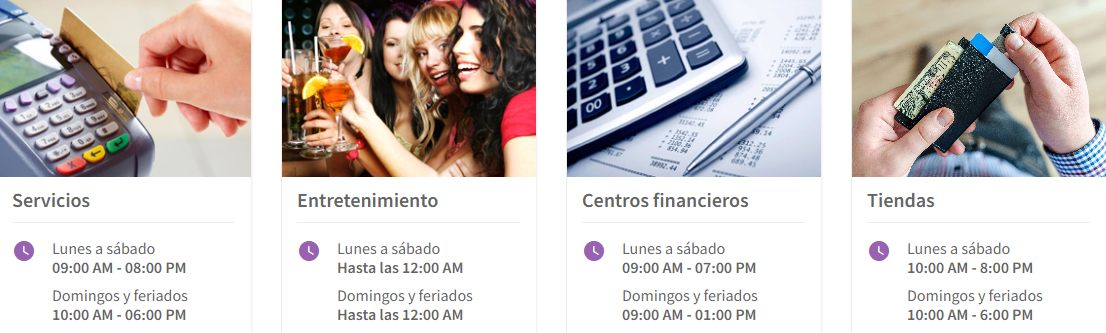 Servicios
Lunes a sábado
09:00 AM - 08:00 PM
Domingos y feriados
10:00 AM - 06:00 PM
Entretenimiento
Lunes a sábado
Hasta las 12:00 AM
Domingos y feriados
Hasta las 12:00 AM
Centros financieros
Lunes a sábado
09:00 AM - 07:00 PM
Domingos y feriados
09:00 AM - 01:00 PM
Tiendas
Lunes a sábado
10:00 AM - 8:00 PM
Domingos y feriados
10:00 AM - 6:00 PM